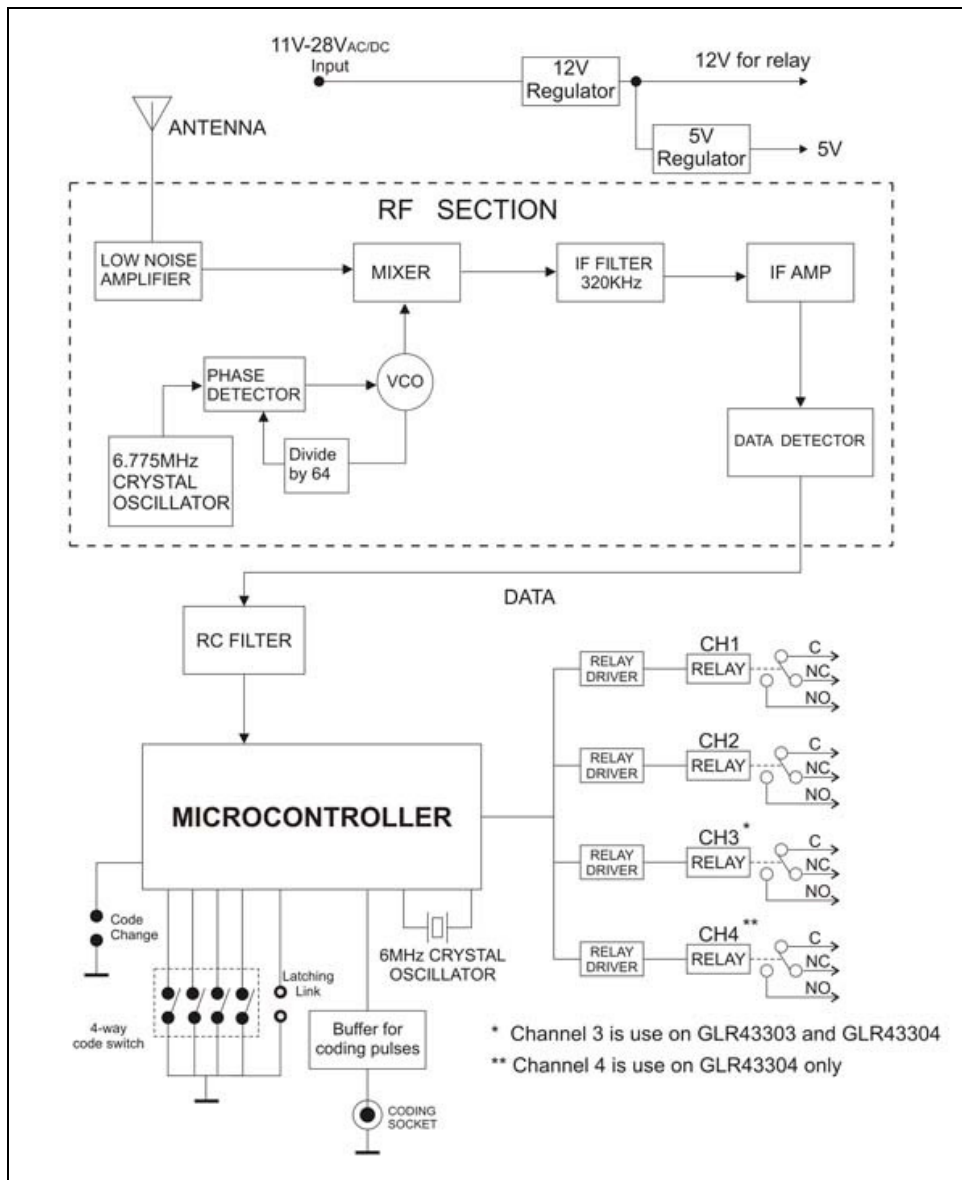 11V-28VAC/DC
Input
12V
Regulator
12V for relay
5V
Regulator
5V
ANTENNA
RF SECTION
LOW NOISE
AMPLIFIER
MIXER
IF FILTER
320KHz
IF AMP
PHASE
DETECTOR
VCO
Divide
by 64
6.775MHz
CRYSTAL
OSCILLATOR
DATA DETECTOR
DATA
RC FILTER
MICROCONTROLLER
RELAY
DRIVER
CH1
RELAY
C
NC
NO
RELAY
DRIVER
CH2
RELAY
C
NC
NO
RELAY
DRIVER
CH3 *
RELAY
C
NC
NO
RELAY
DRIVER
CH4 **
RELAY
C
NC
NO
Code
Change
4-way
code switch
Latching
Link
6MHz CRYSTAL
OSCILLATOR
Buffer for
coding pulses
CODING
SOCKET
* Channel 3 is use on GLR43303 and GLR43304
** Channel 4 is use on GLR43304 only